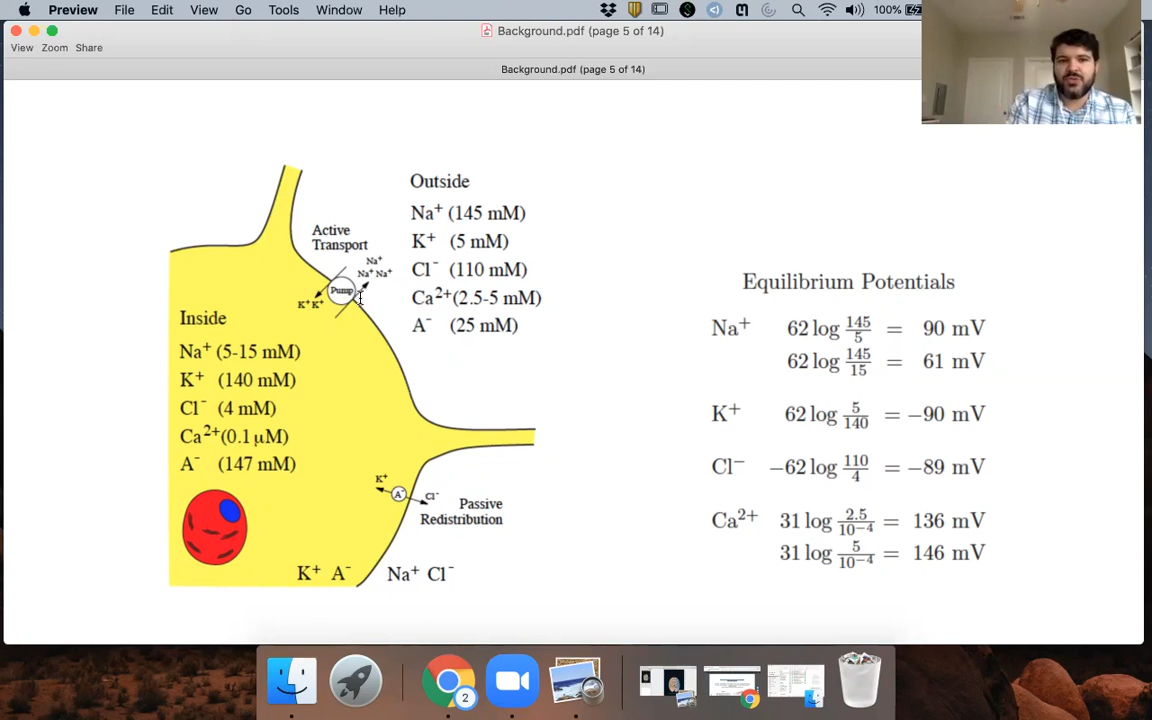 Preview File Edit View Go Tools Window Help 100%
Background.pdf (page 5 of 14)
View Zoom Share
Background.pdf (page 5 of 14)
Outside
Na⁺ (145 mM)
K⁺ (5 mM)
Cl⁻ (110 mM)
Ca²⁺(2.5-5 mM)
A⁻ (25 mM)
Active
Transport
Na⁺
Na⁺ Na⁺
Pump
K⁺ K⁺
Inside
Na⁺ (5-15 mM)
K⁺ (140 mM)
Cl⁻ (4 mM)
Ca²⁺(0.1 μM)
A⁻ (147 mM)
K⁺
A⁻
Cl⁻
Passive
Redistribution
K⁺ A⁻ Na⁺ Cl⁻
Equilibrium Potentials
Na⁺ 62 log 145/5 = 90 mV
62 log 145/15 = 61 mV
K⁺ 62 log 5/140 = −90 mV
Cl⁻ −62 log 110/4 = −89 mV
Ca²⁺ 31 log 2.5/10⁻⁴ = 136 mV
31 log 5/10⁻⁴ = 146 mV
2